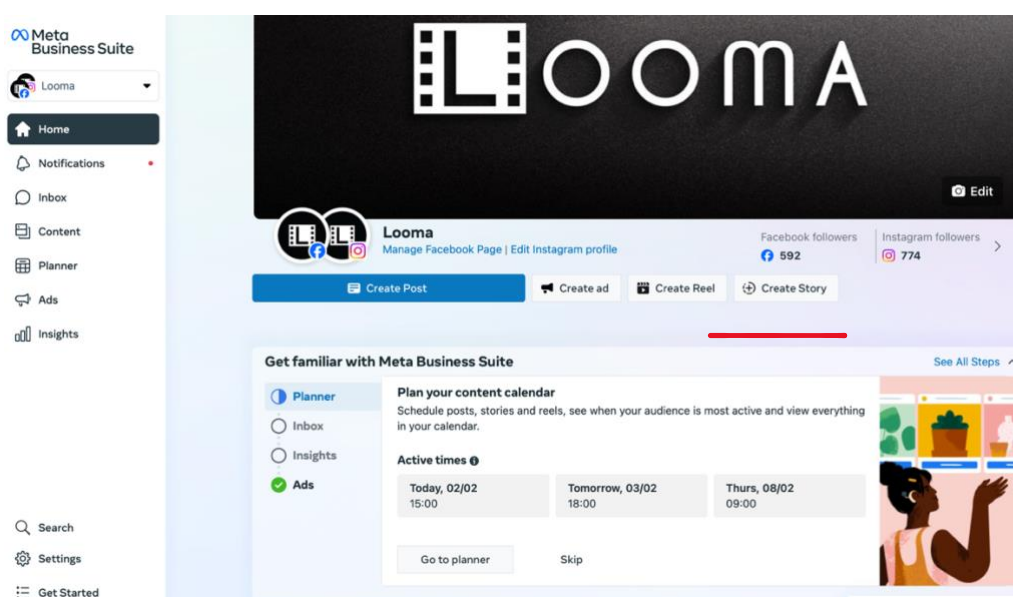 Meta
Business Suite
Looma
Home
Notifications
Inbox
Content
Planner
Ads
Insights
Search
Settings
Get Started
LOOMA
Edit
Looma
Manage Facebook Page | Edit Instagram profile
Facebook followers
592
Instagram followers
774
Create Post
Create ad
Create Reel
Create Story
Get familiar with Meta Business Suite
See All Steps
Planner
Inbox
Insights
Ads
Plan your content calendar
Schedule posts, stories and reels, see when your audience is most active and view everything
in your calendar.
Active times
Today, 02/02
15:00
Tomorrow, 03/02
18:00
Thurs, 08/02
09:00
Go to planner
Skip